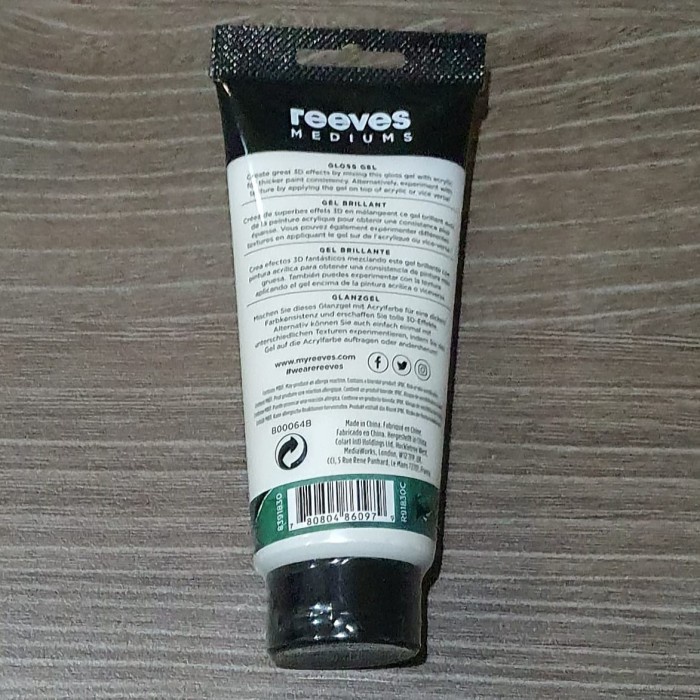 reeves
MEDIUMS
GLOSS GEL
Create great 3D effects by mixing this gloss gel with acrylic
for thicker paint consistency. Alternatively, experiment with
texture by applying the gel on top of acrylic or vice versa!
GEL BRILLANT
Créez de superbes effets 3D en mélangeant ce gel brillant avec
de la peinture acrylique pour obtenir une consistance plus
épaisse. Vous pouvez également expérimenter différentes
textures en appliquant le gel sur de l'acrylique ou vice-versa!
GEL BRILLANTE
Crea efectos 3D fantásticos mezclando este gel brillante con
pintura acrílica para obtener una consistencia de pintura más
gruesa. También puedes experimentar con la textura
aplicando el gel encima de la pintura acrílica o viceversa.
GLANZGEL
Mischen Sie dieses Glanzgel mit Acrylfarbe für eine dickere
Farbkonsistenz und erschaffen Sie tolle 3D-Effekte.
Alternativ können Sie auch einfach einmal mit
unterschiedlichen Texturen experimentieren, indem Sie das
Gel auf die Acrylfarbe auftragen oder andersherum!
www.myreeves.com
#wearereeves
8000648
Made in China. Fabriqué en Chine.
Fabricado en China. Hergestellt in China
Colart Int'l Holdings Ltd,
MediaWorks, London, W12 7FP, UK.
5 Rue Rene Panhard, Le Mans 72101, France
8391830
7 80804 86097
R91830C